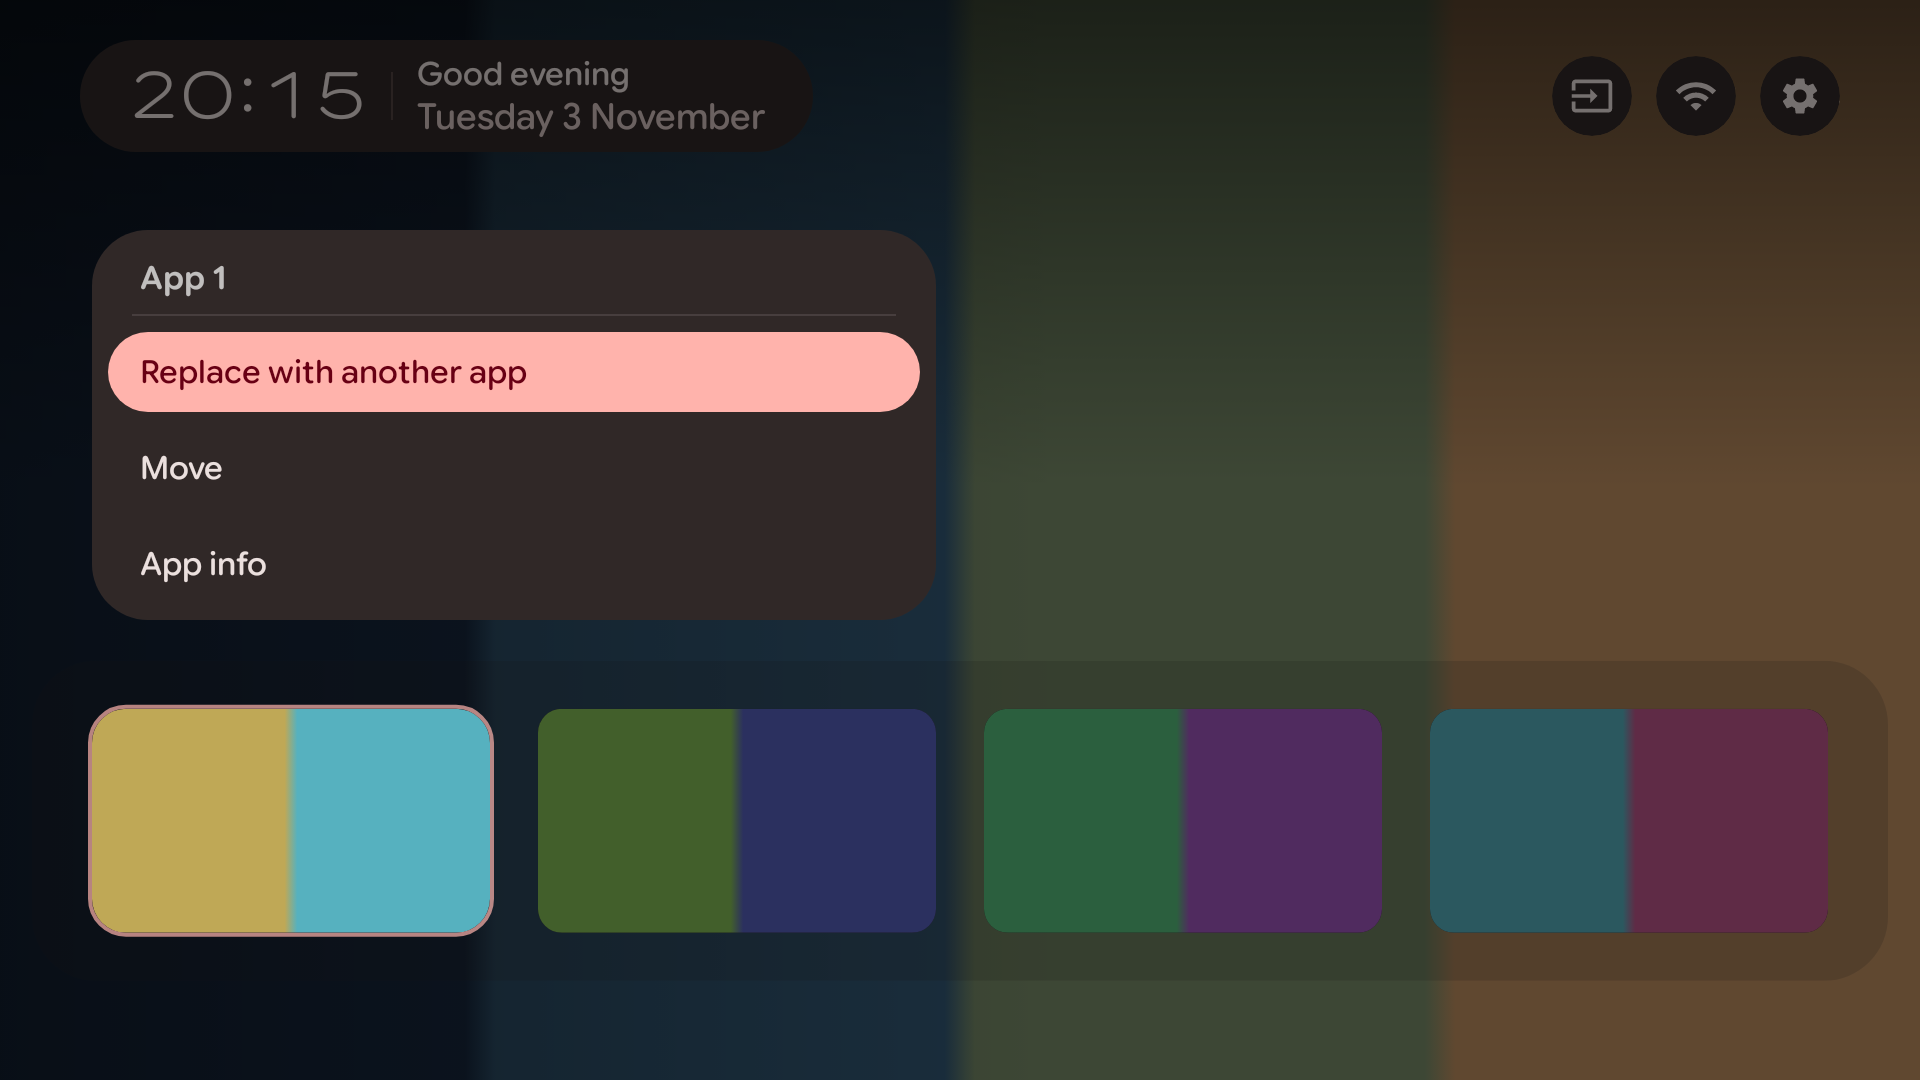 20:15
Good evening
Tuesday 3 November
App 1
Replace with another app
Move
App info